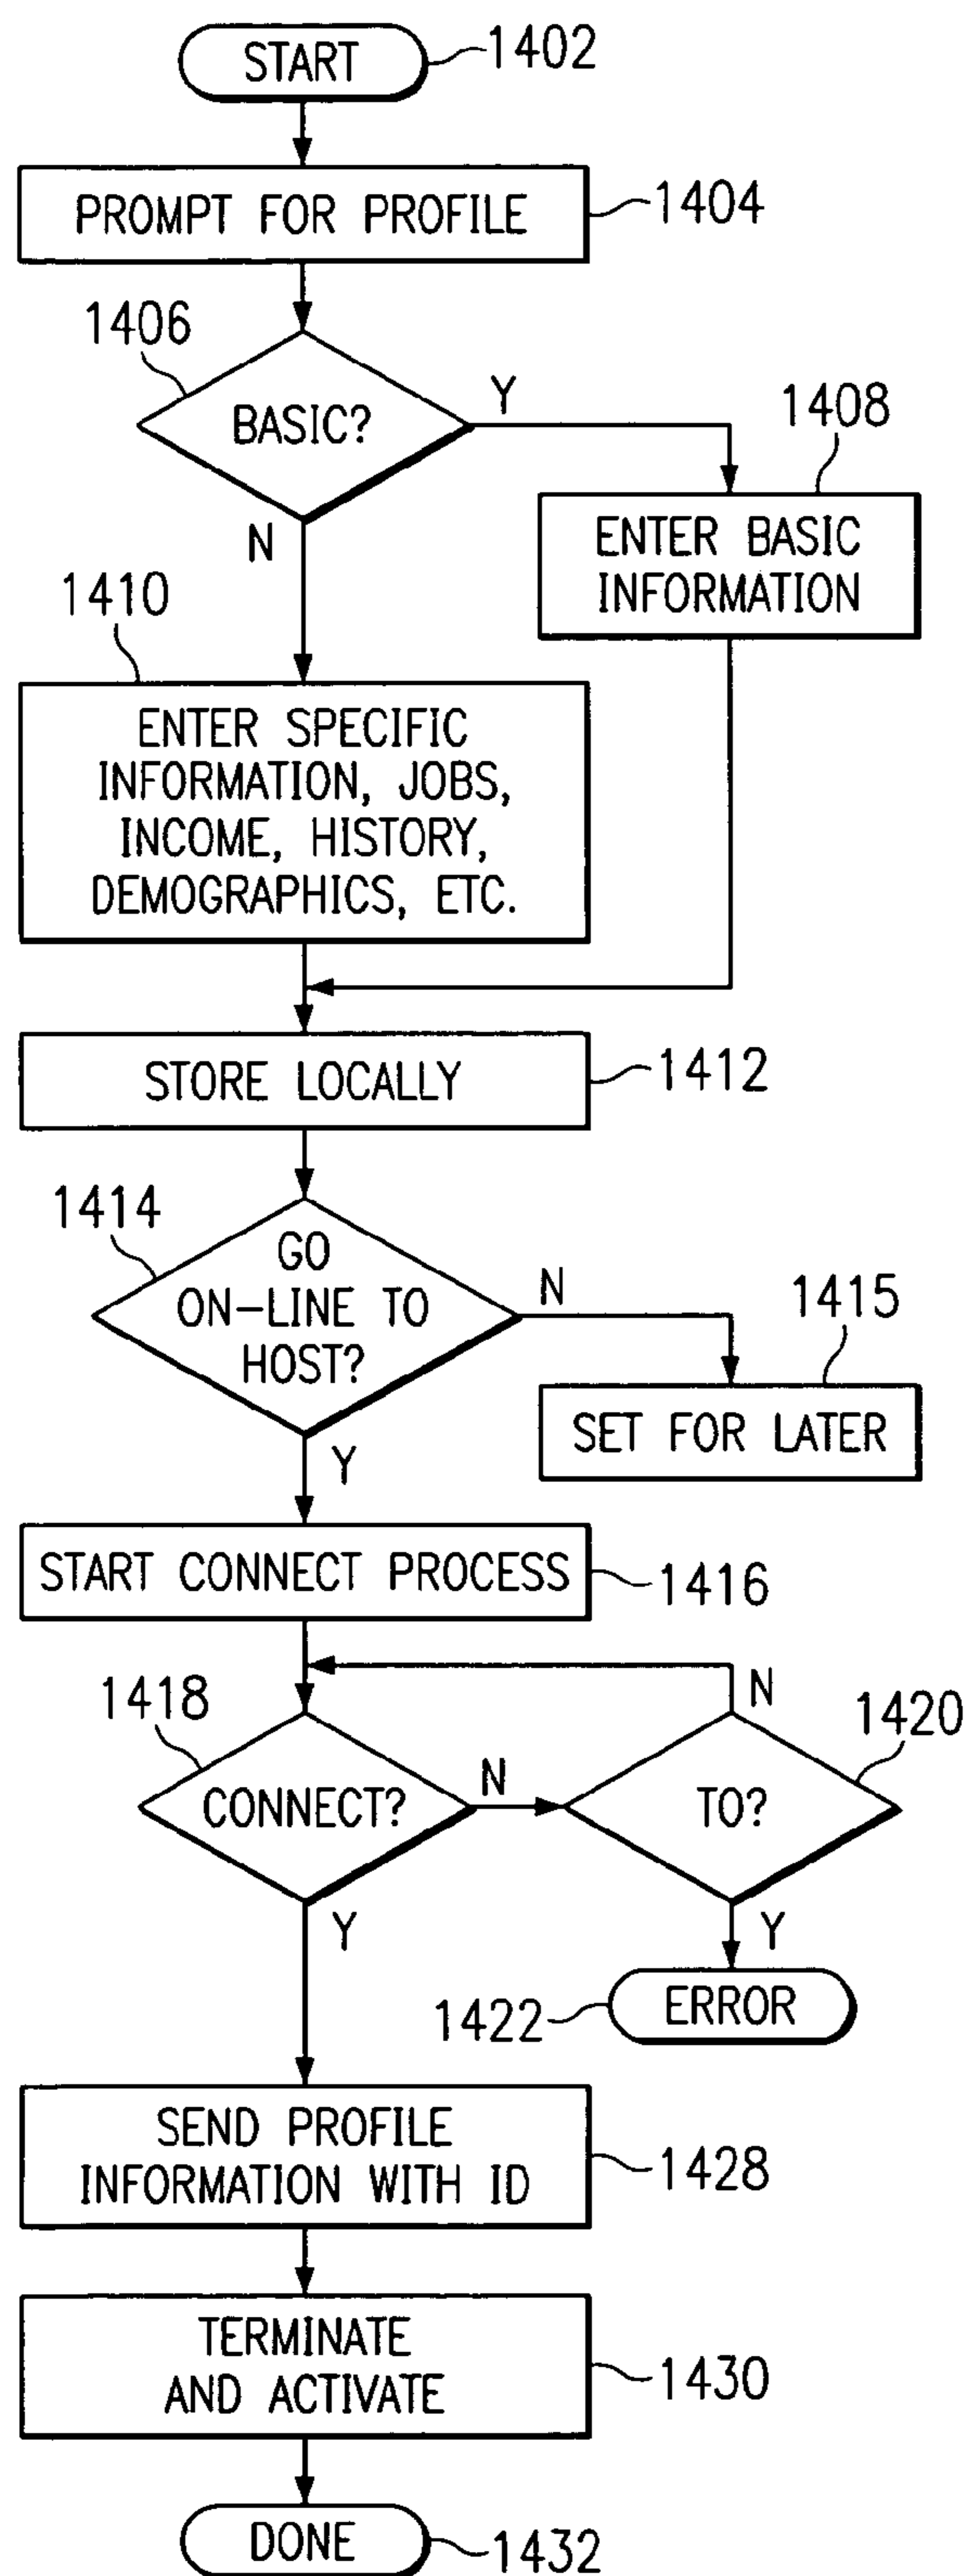 START
1402
PROMPT FOR PROFILE
1404
1406
BASIC?
Y
N
1408
ENTER BASIC
INFORMATION
1410
ENTER SPECIFIC
INFORMATION, JOBS,
INCOME, HISTORY,
DEMOGRAPHICS, ETC.
STORE LOCALLY
1412
1414
GO
ON-LINE TO
HOST?
N
Y
1415
SET FOR LATER
START CONNECT PROCESS
1416
1418
CONNECT?
N
Y
1420
TO?
N
Y
1422
ERROR
SEND PROFILE
INFORMATION WITH ID
1428
TERMINATE
AND ACTIVATE
1430
DONE
1432